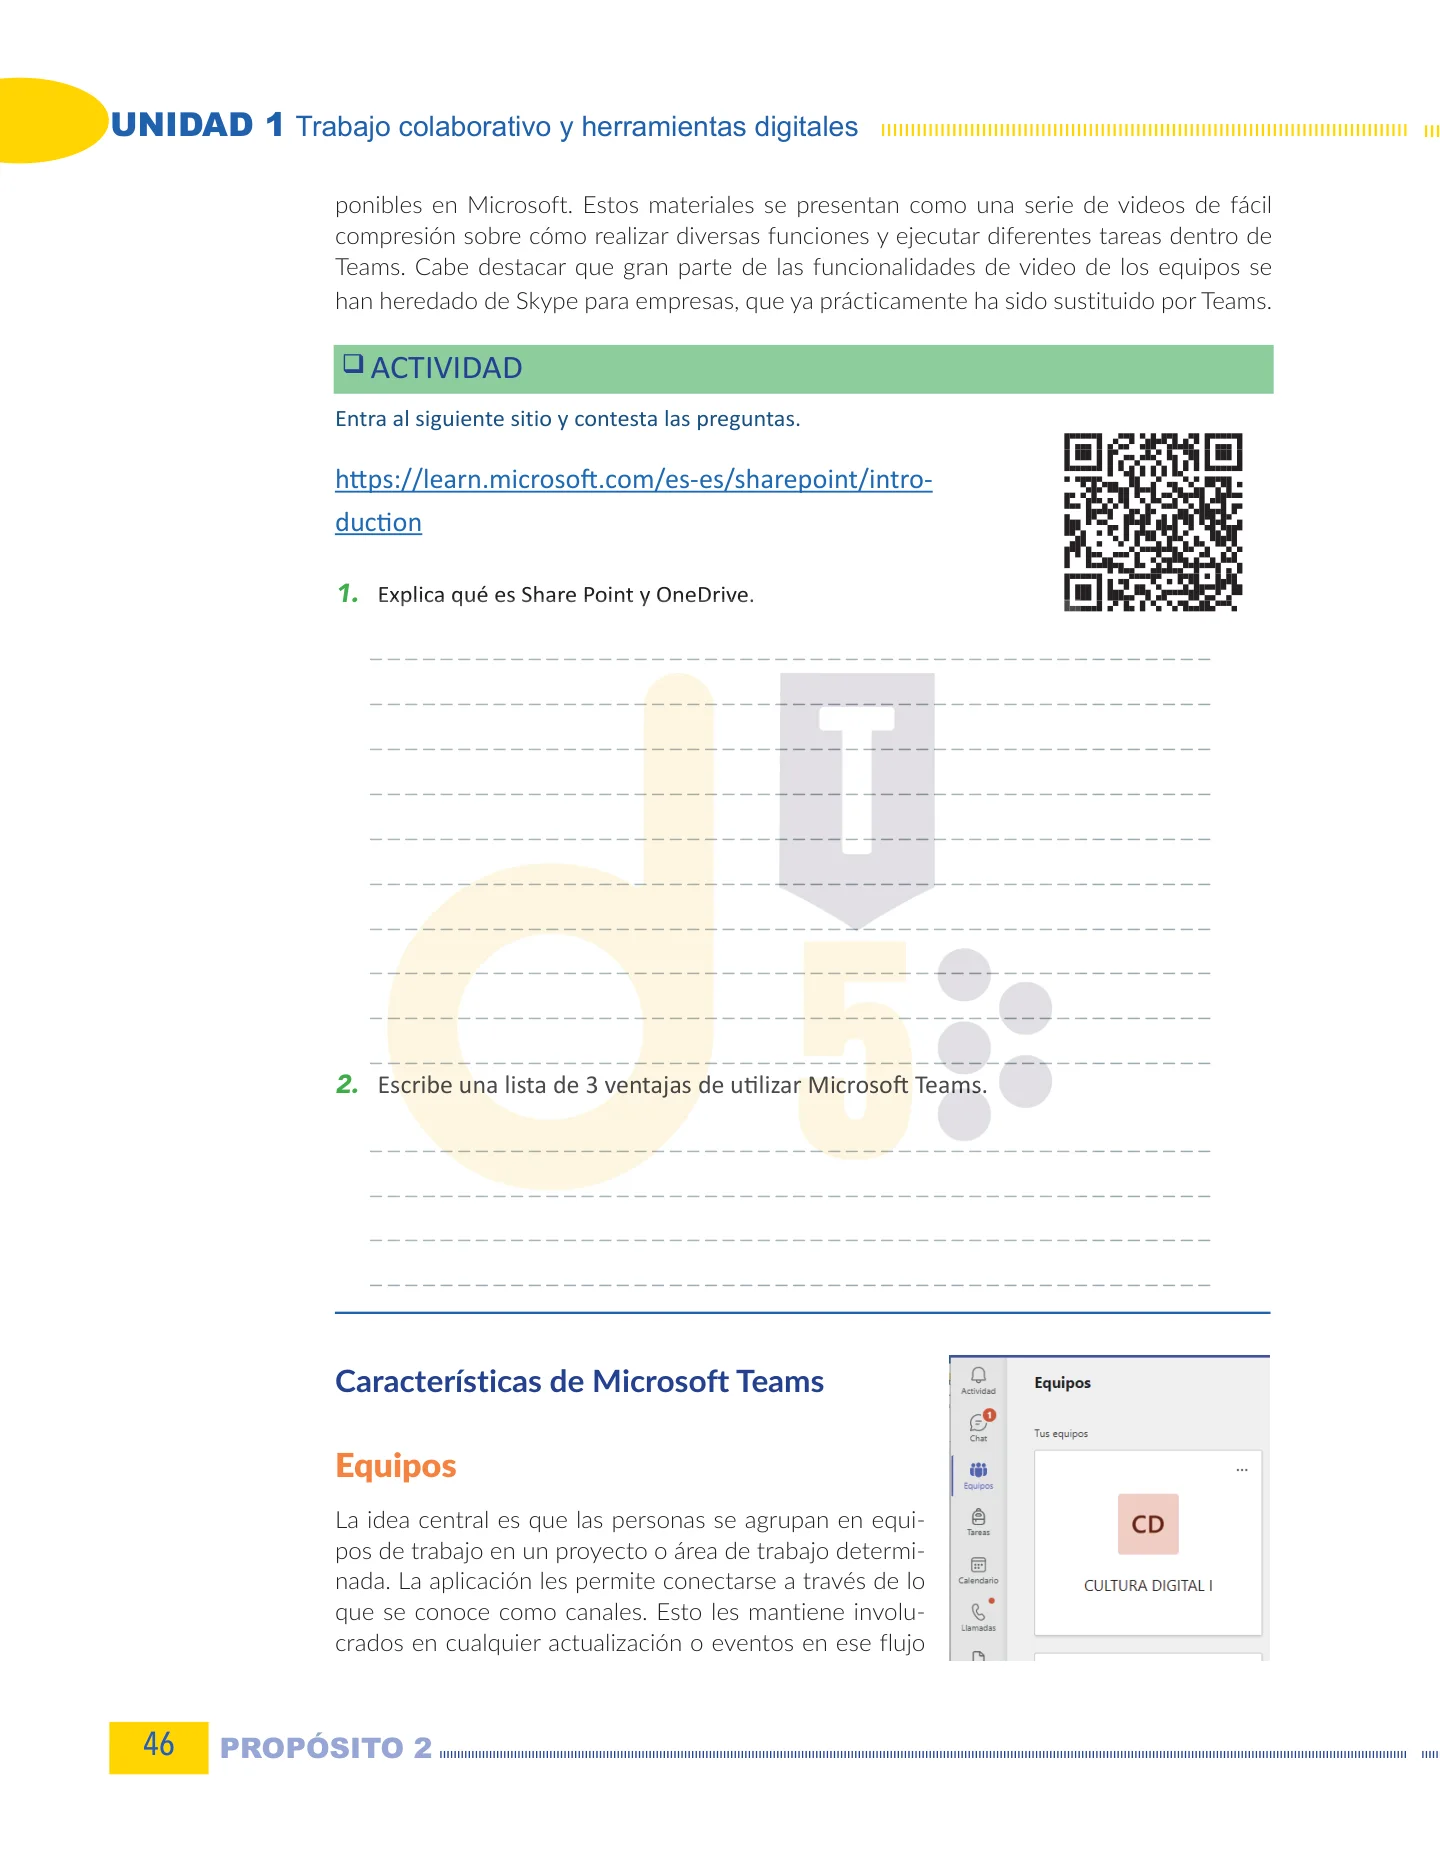 UNIDAD 1 Trabajo colaborativo y herramientas digitales
ponibles en Microsoft. Estos materiales se presentan como una serie de videos de fácil
compresión sobre cómo realizar diversas funciones y ejecutar diferentes tareas dentro de
Teams. Cabe destacar que gran parte de las funcionalidades de video de los equipos se
han heredado de Skype para empresas, que ya prácticamente ha sido sustituido por Teams.
❑ ACTIVIDAD
Entra al siguiente sitio y contesta las preguntas.
https://learn.microsoft.com/es-es/sharepoint/intro-
duction
1. Explica qué es Share Point y OneDrive.
T
d
5
2. Escribe una lista de 3 ventajas de utilizar Microsoft Teams.
Características de Microsoft Teams
Equipos
La idea central es que las personas se agrupan en equi-
pos de trabajo en un proyecto o área de trabajo determi-
nada. La aplicación les permite conectarse a través de lo
que se conoce como canales. Esto les mantiene involu-
crados en cualquier actualización o eventos en ese flujo
Actividad
1
Chat
Equipos
Tareas
Calendario
Llamadas
Equipos
Tus equipos
...
CD
CULTURA DIGITAL I
46 PROPÓSITO 2